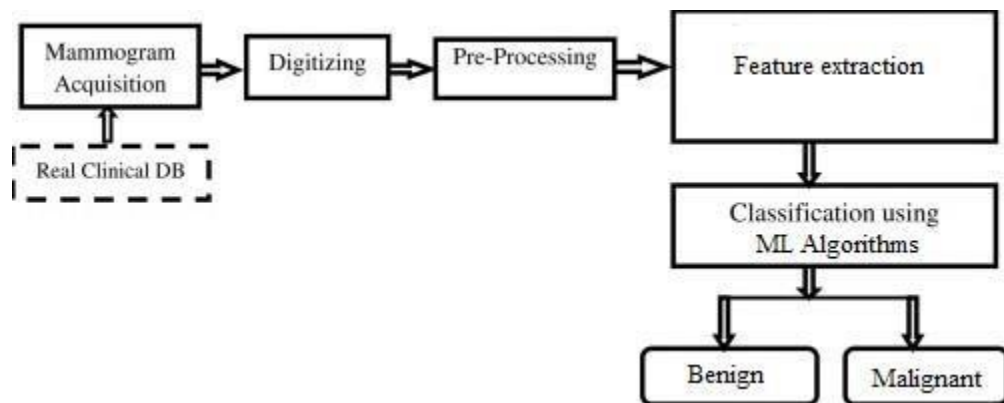 Mammogram
Acquisition
Digitizing
Pre-Processing
Feature extraction
Real Clinical DB
Classification using
ML Algorithms
Benign
Malignant